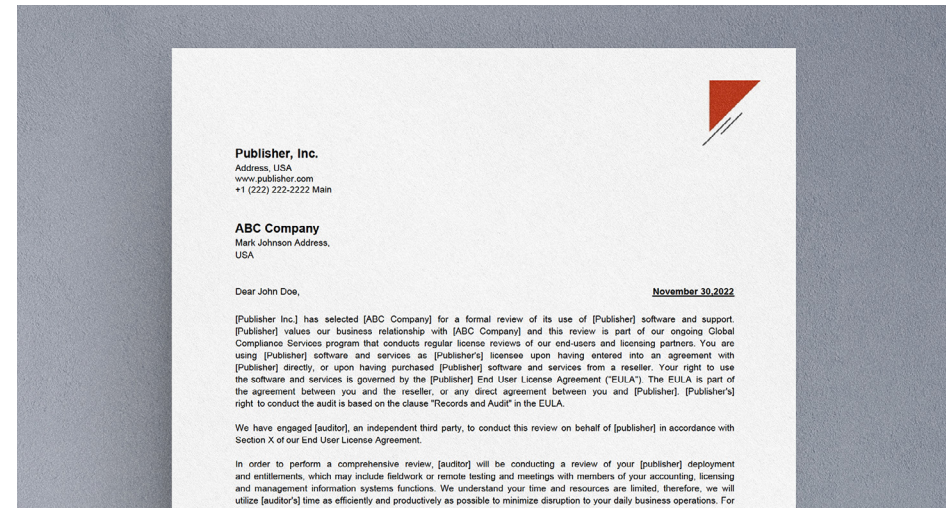 Publisher, Inc.
Address, USA
www.publisher.com
+1 (222) 222-2222 Main
ABC Company
Mark Johnson Address,
USA
Dear John Doe,
November 30,2022
[Publisher Inc.] has selected [ABC Company] for a formal review of its use of [Publisher] software and support.
[Publisher] values our business relationship with [ABC Company] and this review is part of our ongoing Global
Compliance Services program that conducts regular license reviews of our end-users and licensing partners. You are
using [Publisher] software and services as [Publisher's] licensee upon having entered into an agreement with
[Publisher] directly, or upon having purchased [Publisher] software and services from a reseller. Your right to use
the software and services is governed by the [Publisher] End User License Agreement ("EULA"). The EULA is part of
the agreement between you and the reseller, or any direct agreement between you and [Publisher]. [Publisher's]
right to conduct the audit is based on the clause "Records and Audit" in the EULA.
We have engaged [auditor], an independent third party, to conduct this review on behalf of [publisher] in accordance with
Section X of our End User License Agreement.
In order to perform a comprehensive review, [auditor] will be conducting a review of your [publisher] deployment
and entitlements, which may include fieldwork or remote testing and meetings with members of your accounting, licensing
and management information systems functions. We understand your time and resources are limited, therefore, we will
utilize [auditor's] time as efficiently and productively as possible to minimize disruption to your daily business operations. For